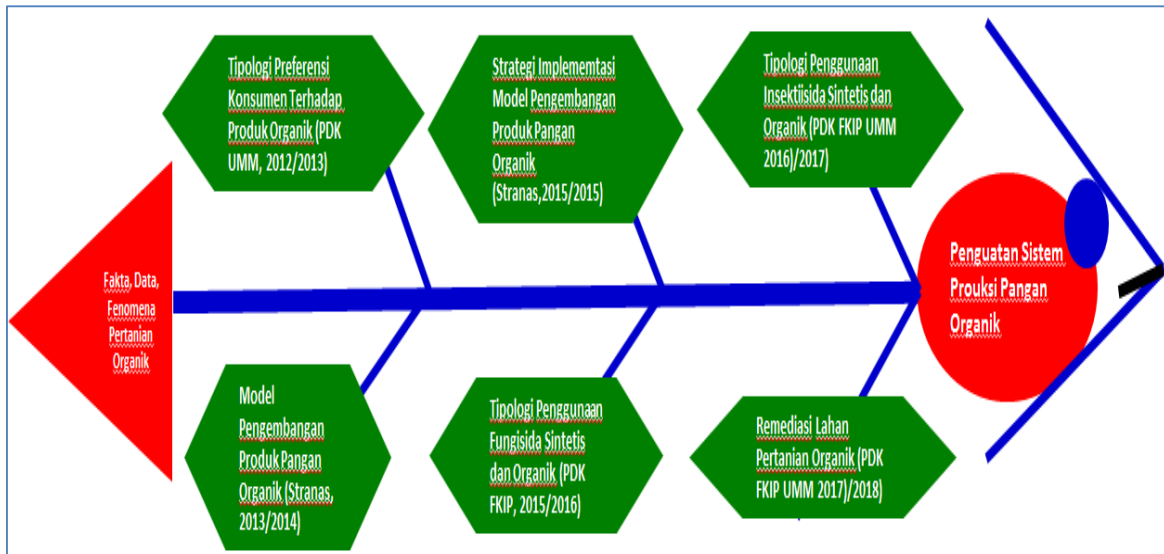 Tipologi Preferensi
Konsumen Terhadap
Produk Organik (PDK
UMM, 2012/2013)
Strategi Implememtasi
Model Pengembangan
Produk Pangan
Organik
(Stranas,2015/2015)
Tipologi Penggunaan
Insektiisida Sintetis dan
Organik (PDK FKIP UMM
2016)/2017)
Fakta, Data,
Fenomena
Pertanian
Organik
Penguatan Sistem
Prouksi Pangan
Organik
Model
Pengembangan
Produk Pangan
Organik (Stranas,
2013/2014)
Tipologi Penggunaan
Fungisida Sintetis
dan Organik (PDK
FKIP, 2015/2016)
Remediasi Lahan
Pertanian Organik (PDK
FKIP UMM 2017)/2018)